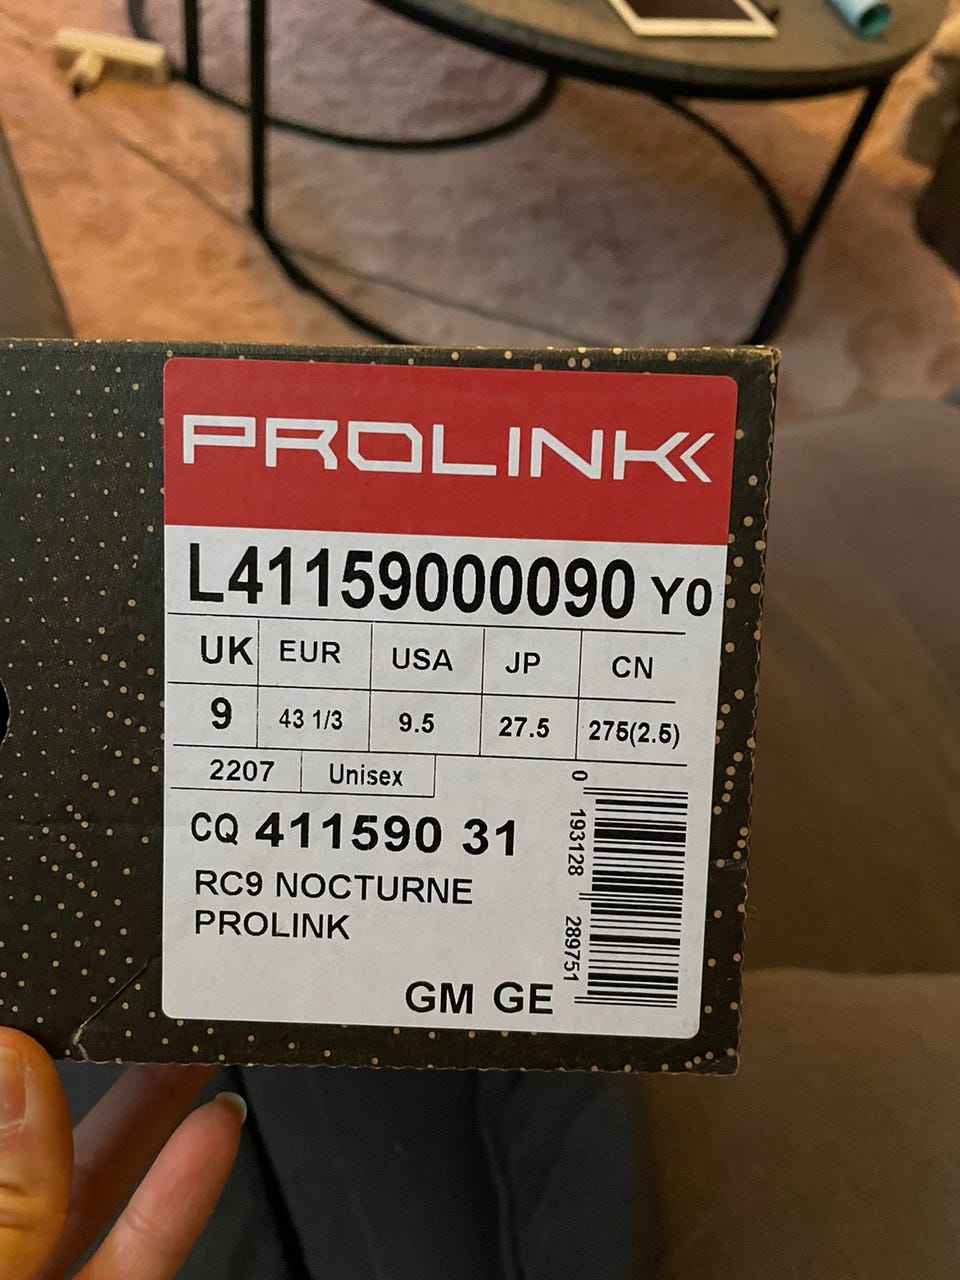 PROLINK
L41159000090 Y0
UK EUR USA JP CN
9 43 1/3 9.5 27.5 275(2.5)
2207 Unisex
CQ 411590 31
RC9 NOCTURNE
PROLINK
GM GE
0 193128 289751